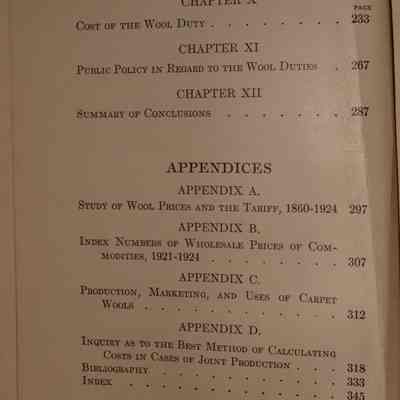 CHAPTER X
PAGE
COST OF THE WOOL DUTY . . . . . . . . 233
CHAPTER XI
PUBLIC POLICY IN REGARD TO THE WOOL DUTIES . 267
CHAPTER XII
SUMMARY OF CONCLUSIONS . . . . . . . 287
APPENDICES
APPENDIX A.
STUDY OF WOOL PRICES AND THE TARIFF, 1860-1924 297
APPENDIX B.
INDEX NUMBERS OF WHOLESALE PRICES OF COM-
MODITIES, 1921-1924 . . . . . . . . 307
APPENDIX C.
PRODUCTION, MARKETING, AND USES OF CARPET
WOOLS . . . . . . . . . . . . 312
APPENDIX D.
INQUIRY AS TO THE BEST METHOD OF CALCULATING
COSTS IN CASES OF JOINT PRODUCTION . . . 318
BIBLIOGRAPHY . . . . . . . . . . . 333
INDEX . . . . . . . . . . . . . 345